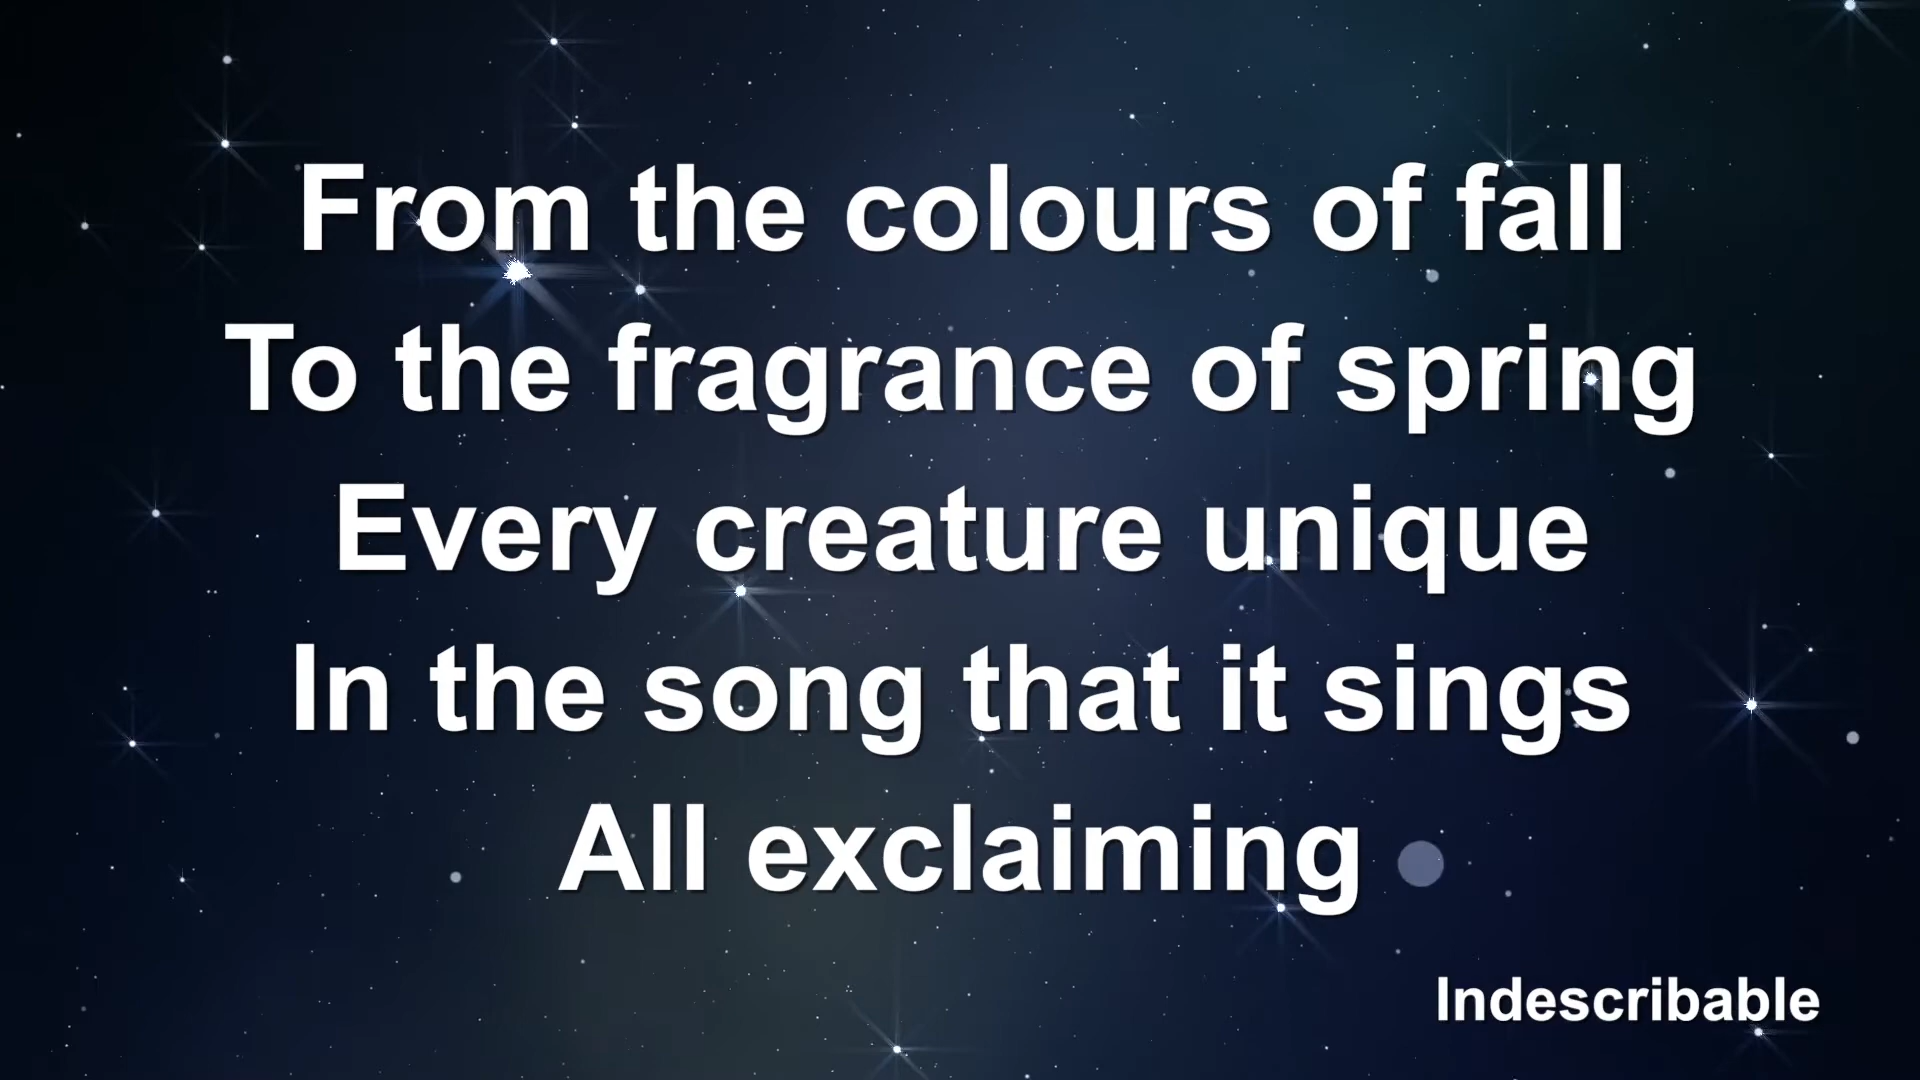 From the colours of fall
To the fragrance of spring
Every creature unique
In the song that it sings
All exclaiming
Indescribable